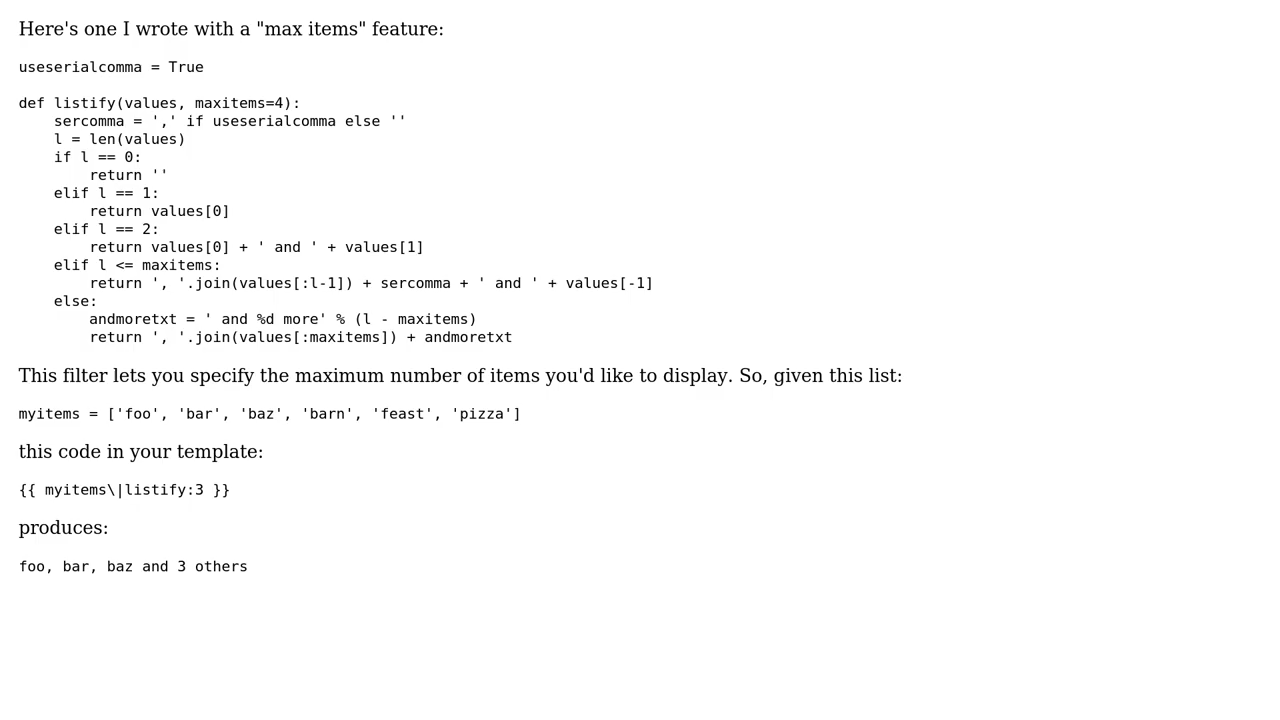 Here's one I wrote with a "max items" feature:
useserialcomma = True
def listify(values, maxitems=4):
    sercomma = ',' if useserialcomma else ''
    l = len(values)
    if l == 0:
        return ''
    elif l == 1:
        return values[0]
    elif l == 2:
        return values[0] + ' and ' + values[1]
    elif l <= maxitems:
        return ', '.join(values[:l-1]) + sercomma + ' and ' + values[-1]
    else:
        andmoretxt = ' and %d more' % (l - maxitems)
        return ', '.join(values[:maxitems]) + andmoretxt
This filter lets you specify the maximum number of items you'd like to display. So, given this list:
myitems = ['foo', 'bar', 'baz', 'barn', 'feast', 'pizza']
this code in your template:
{{ myitems\|listify:3 }}
produces:
foo, bar, baz and 3 others